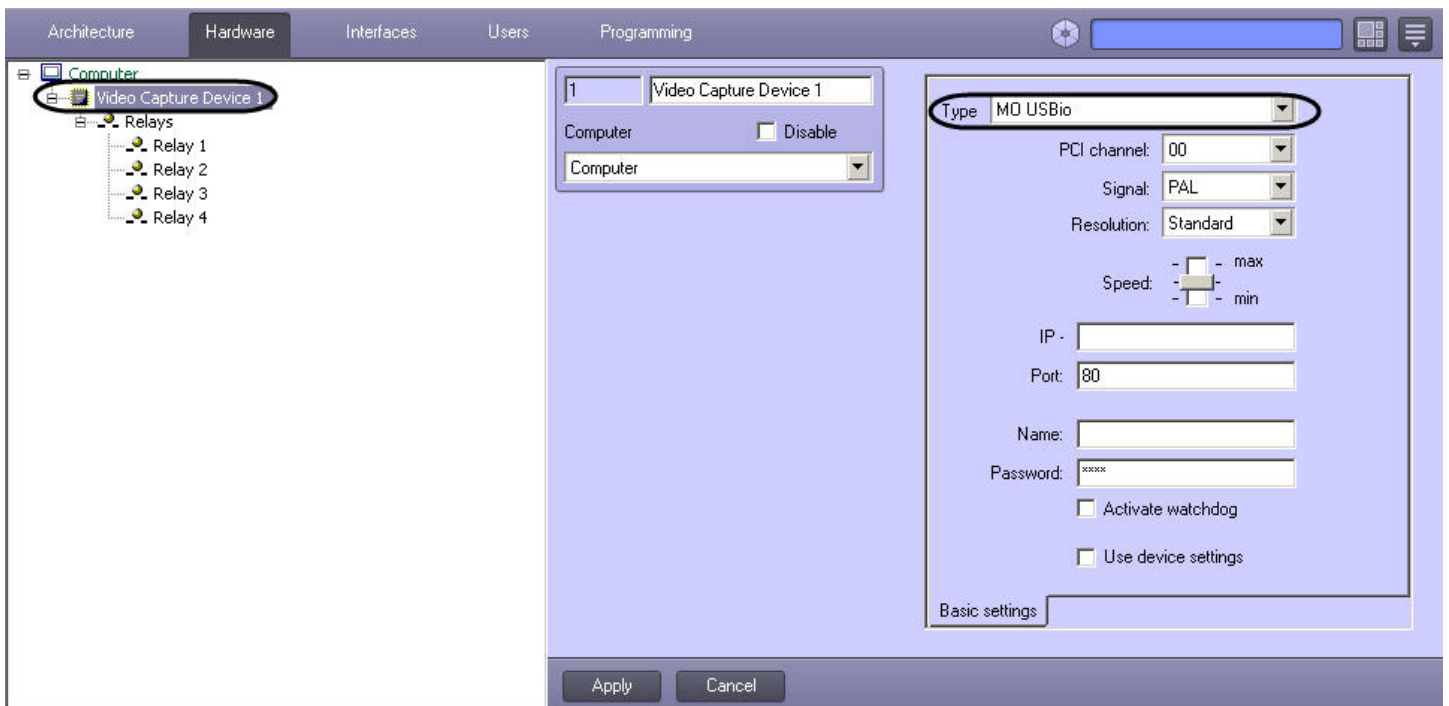 Architecture Hardware Interfaces Users Programming
Computer
Video Capture Device 1
Relays
Relay 1
Relay 2
Relay 3
Relay 4
1 Video Capture Device 1
Computer Disable
Computer
Type MO USBio
PCI channel: 00
Signal: PAL
Resolution: Standard
max
Speed:
min
IP -
Port: 80
Name:
Password: ××××
Activate watchdog
Use device settings
Basic settings
Apply Cancel